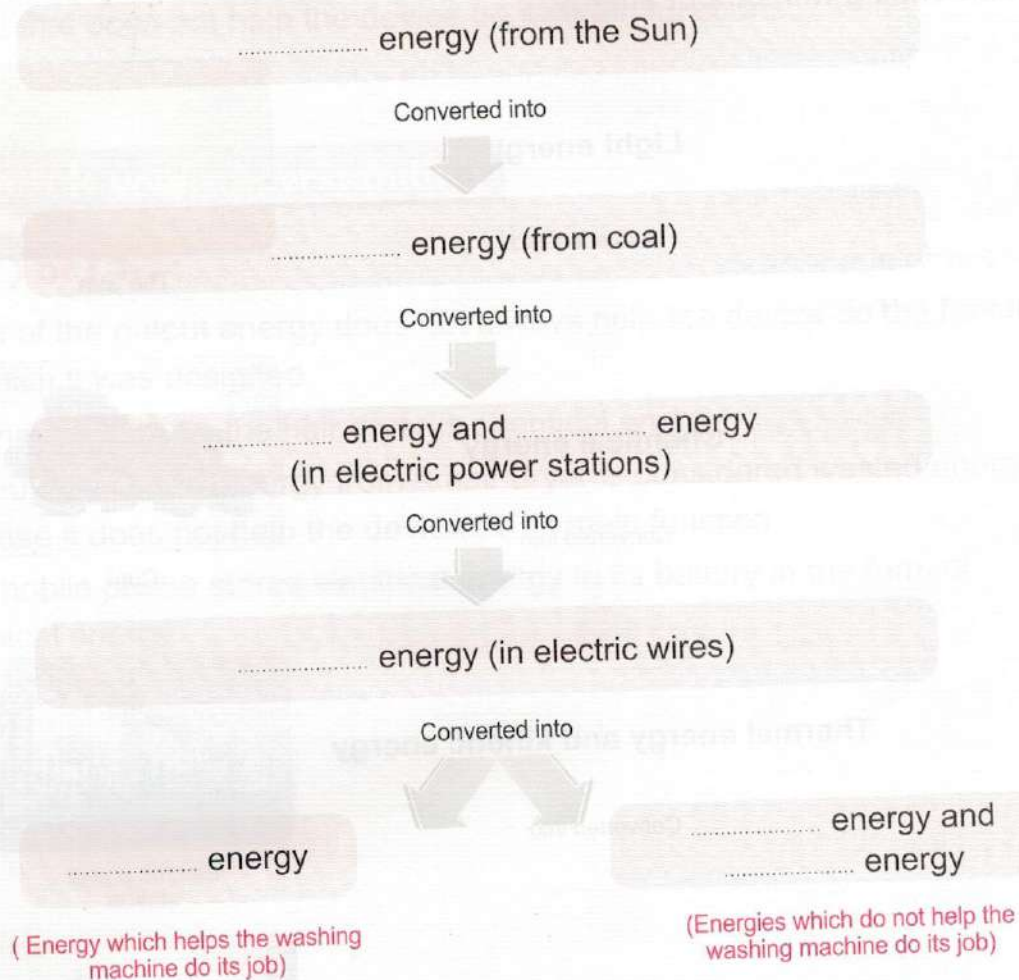 .................... energy (from the Sun)
Converted into
.................... energy (from coal)
Converted into
.................... energy and .................... energy
(in electric power stations)
Converted into
.................... energy (in electric wires)
Converted into
.................... energy
.................... energy and
.................... energy
( Energy which helps the washing
machine do its job)
(Energies which do not help the
washing machine do its job)